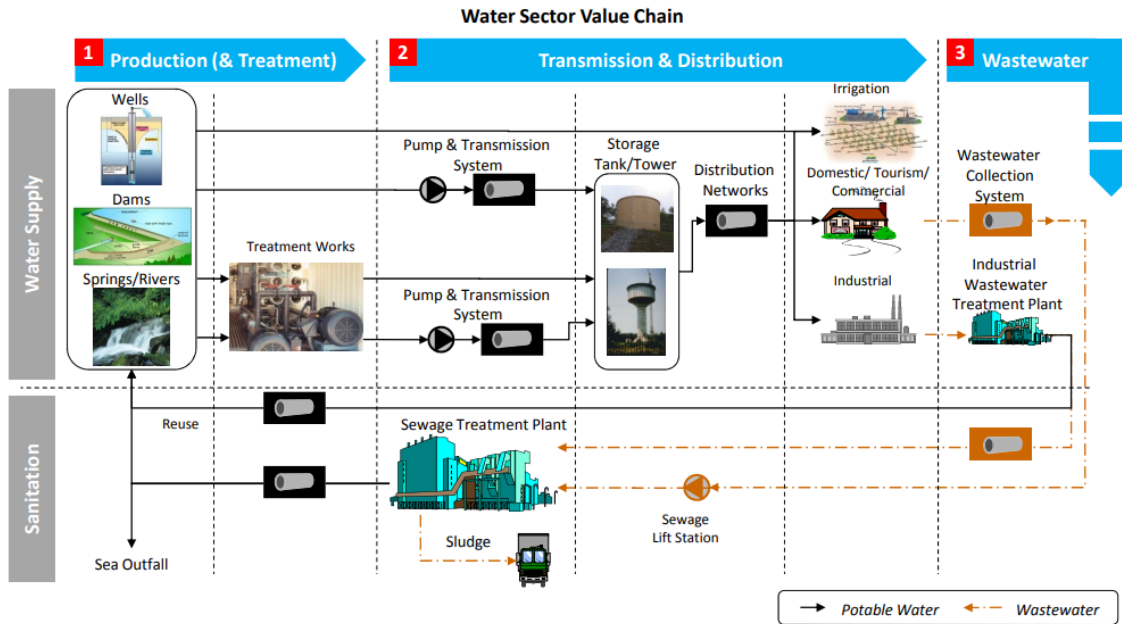 Water Sector Value Chain
1
Production (& Treatment)
2
Transmission & Distribution
3
Wastewater
Water Supply
Wells
Dams
Springs/Rivers
Treatment Works
Pump & Transmission
System
Pump & Transmission
System
Storage
Tank/Tower
Distribution
Networks
Irrigation
Domestic/ Tourism/
Commercial
Industrial
Wastewater
Collection
System
Industrial
Wastewater
Treatment Plant
Sanitation
Reuse
Sea Outfall
Sewage Treatment Plant
Sludge
Sewage
Lift Station
Potable Water
Wastewater